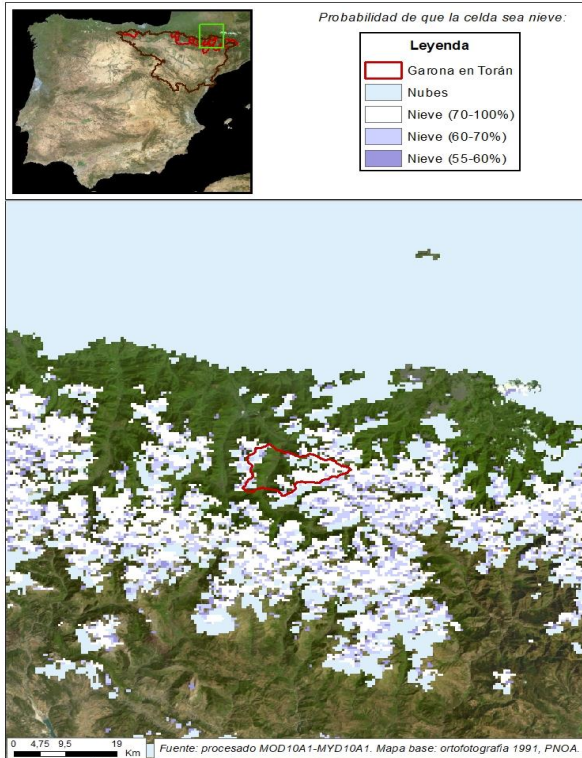 Probabilidad de que la celda sea nieve:
Leyenda
Garona en Torán
Nubes
Nieve (70-100%)
Nieve (60-70%)
Nieve (55-60%)
0 4,75 9,5 19
Km
Fuente: procesado MOD10A1-MYD10A1. Mapa base: ortofotografía 1991, PNOA.